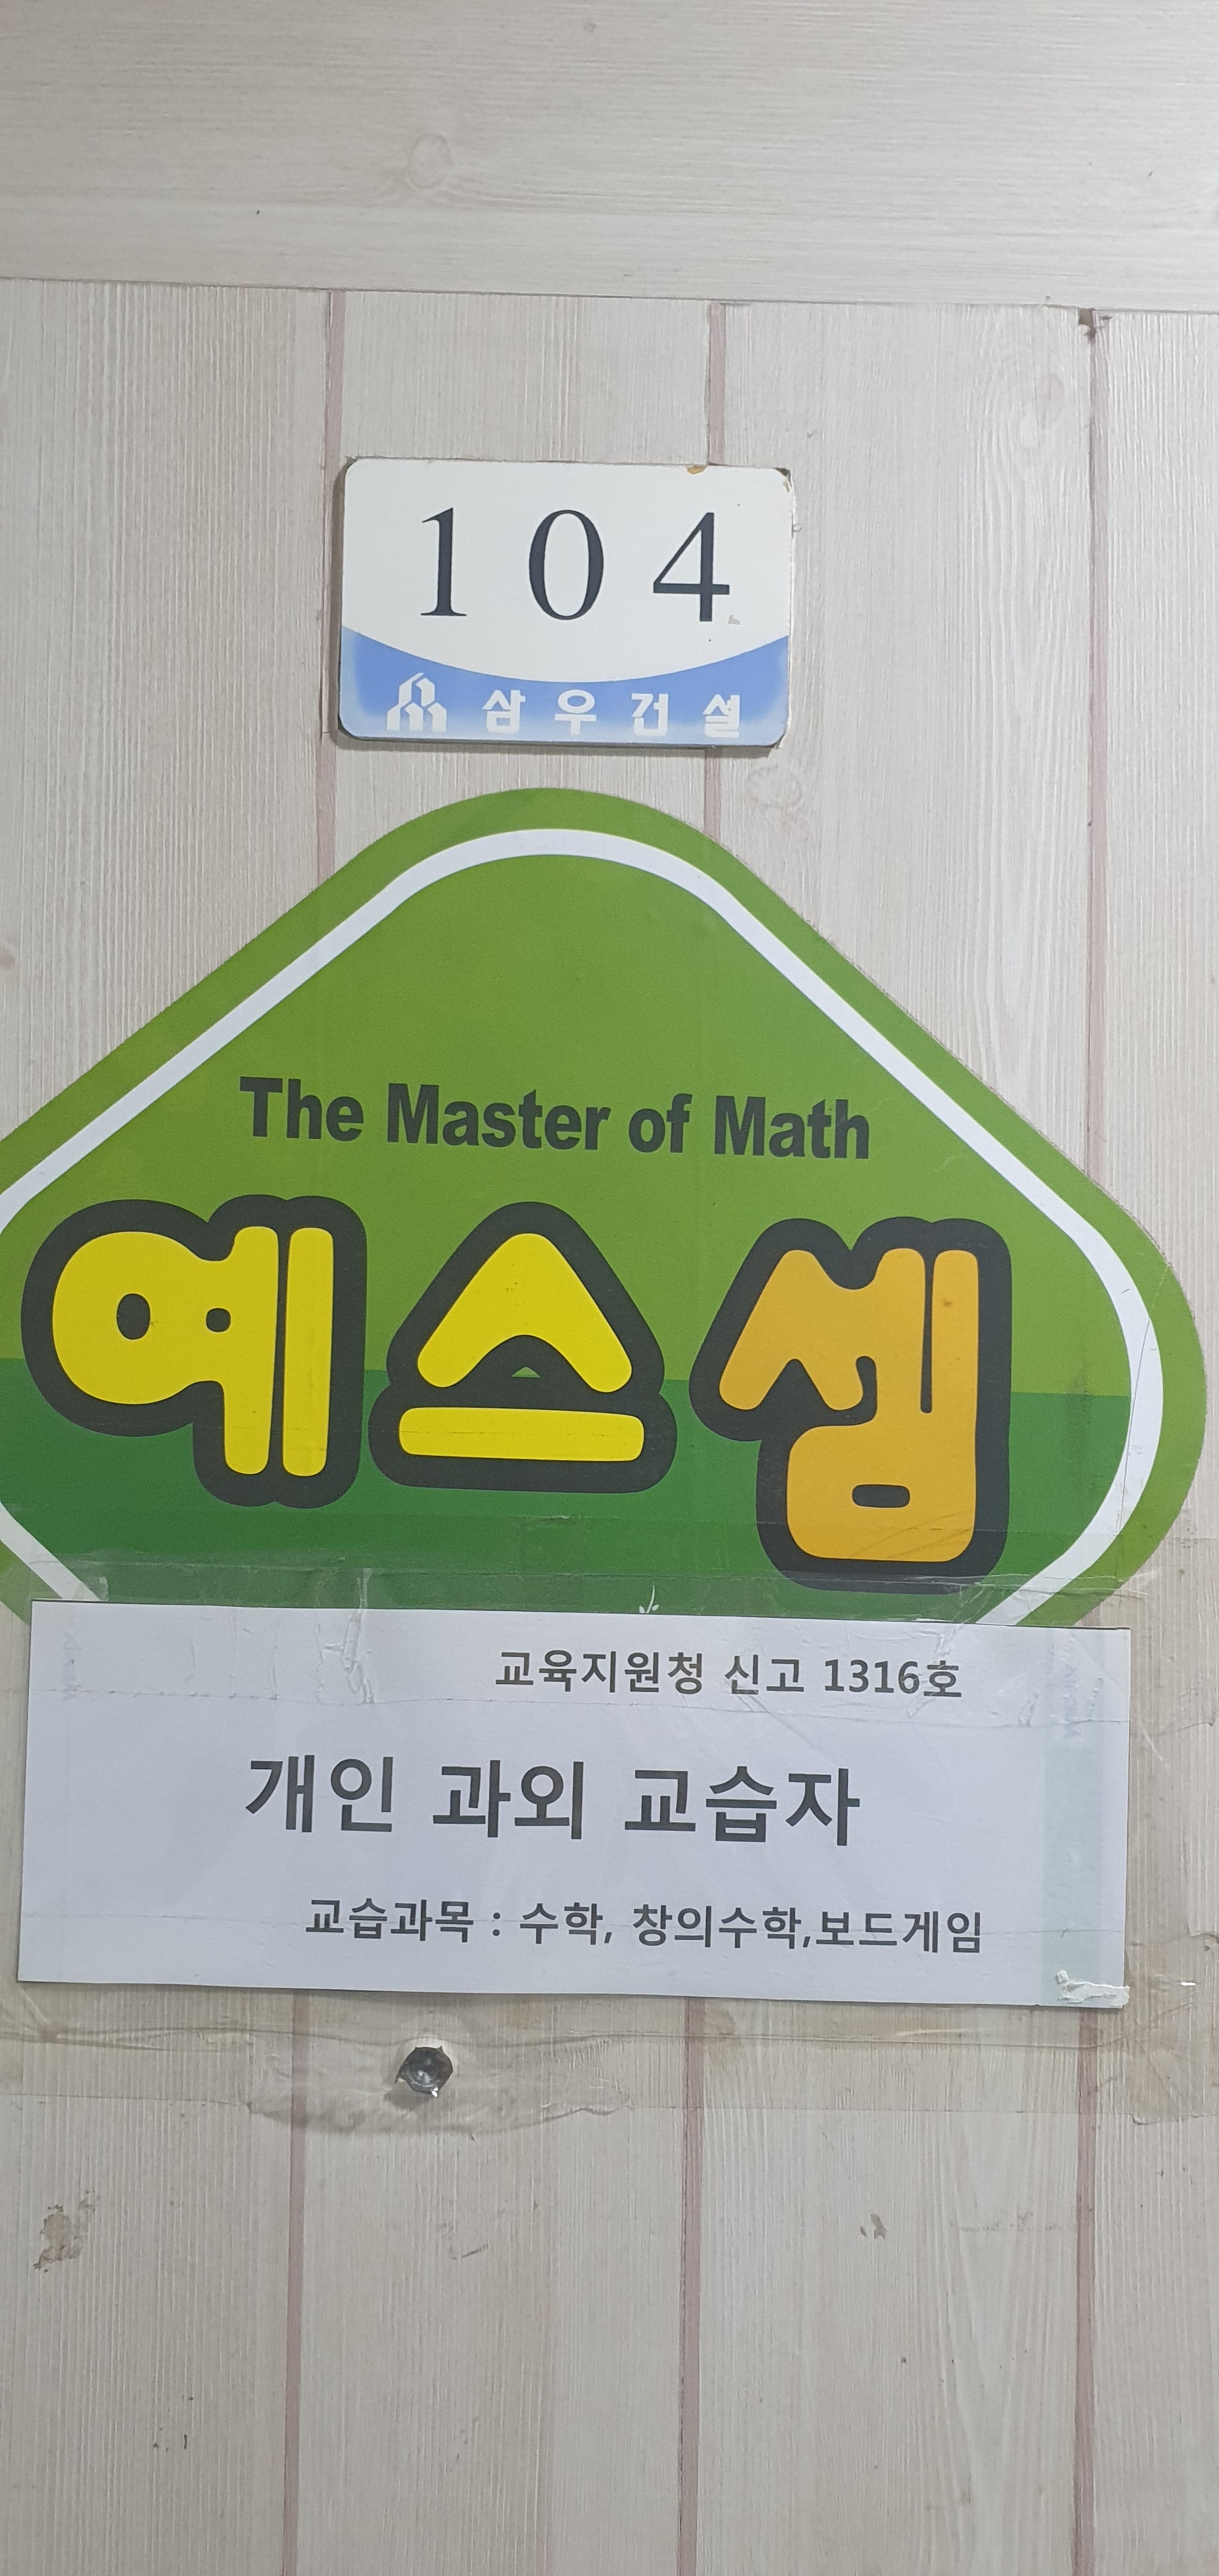 104
삼우건설
The Master of Math
예스셈
교육지원청 신고 1316호
개인 과외 교습자
교습과목 : 수학, 창의수학,보드게임